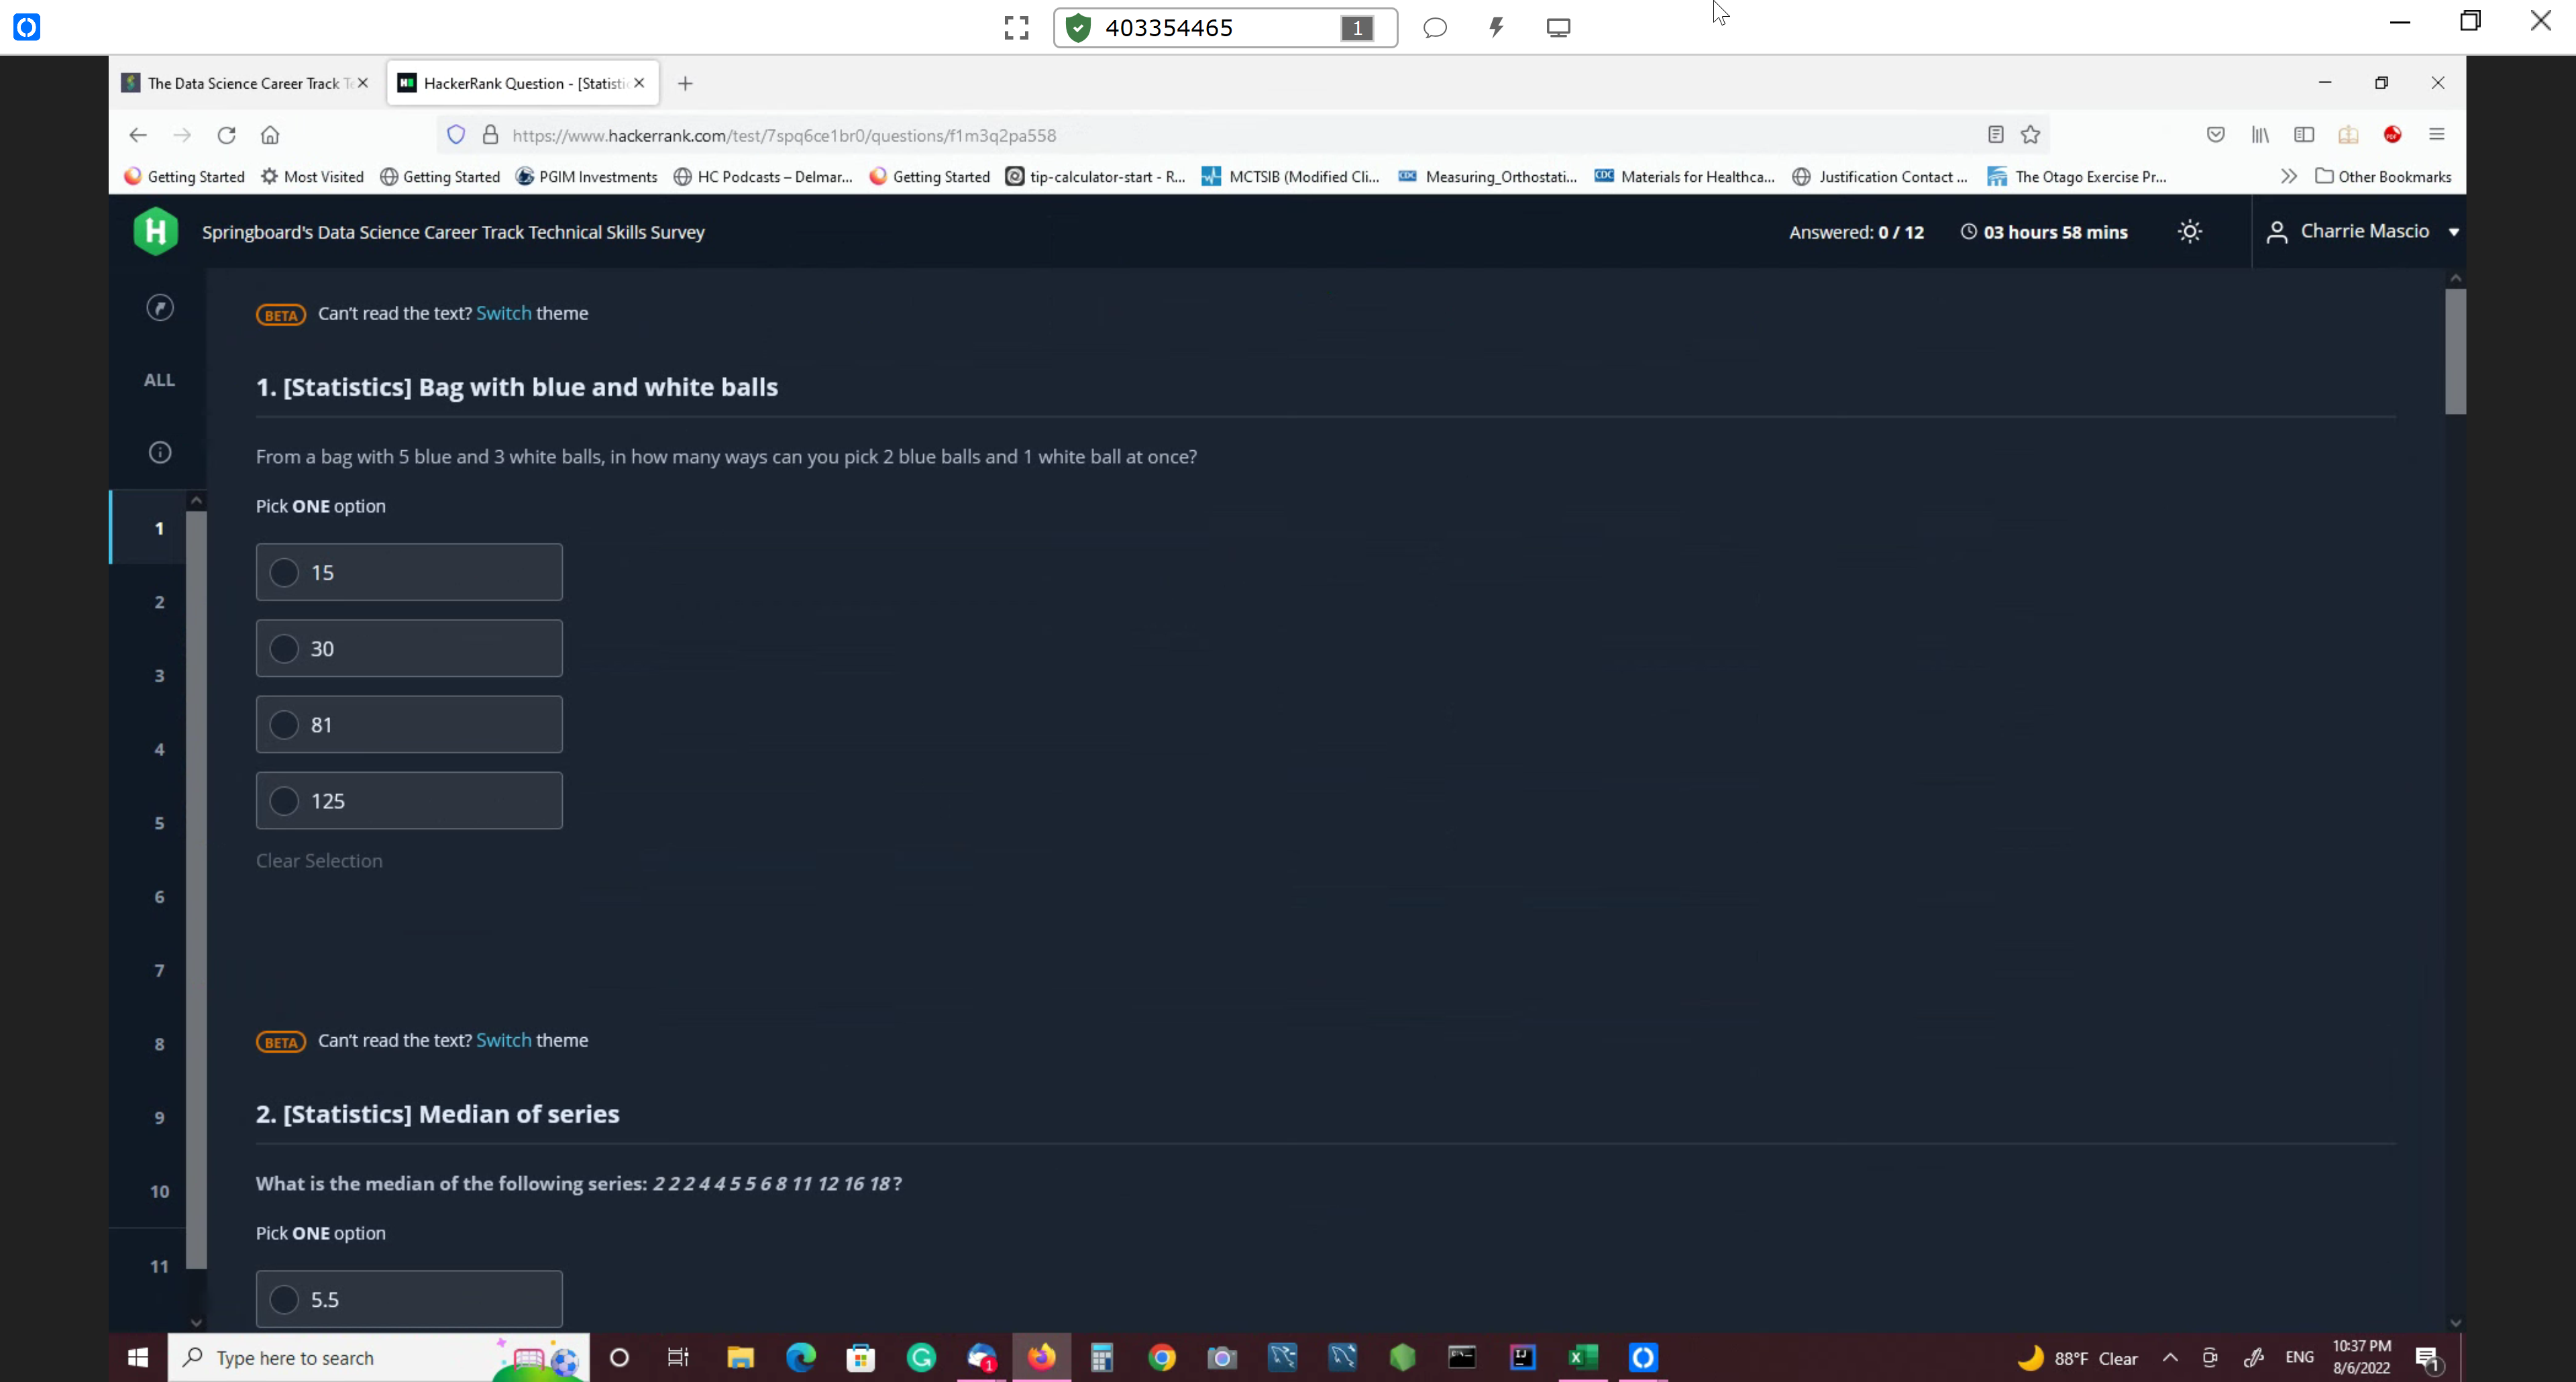 403354465 1
The Data Science Career Track
HackerRank Question - [Statisti
https://www.hackerrank.com/test/7spq6ce1br0/questions/f1m3q2pa558
Getting Started Most Visited Getting Started PGIM Investments HC Podcasts – Delmar... Getting Started tip-calculator-start - R... MCTSIB (Modified Cli... Measuring_Orthostati... Materials for Healthca... Justification Contact ... The Otago Exercise Pr... Other Bookmarks
Springboard's Data Science Career Track Technical Skills Survey
Answered: 0 / 12
03 hours 58 mins
Charrie Mascio
ALL
1
2
3
4
5
6
7
8
9
10
11
BETA Can't read the text? Switch theme
1. [Statistics] Bag with blue and white balls
From a bag with 5 blue and 3 white balls, in how many ways can you pick 2 blue balls and 1 white ball at once?
Pick ONE option
15
30
81
125
Clear Selection
BETA Can't read the text? Switch theme
2. [Statistics] Median of series
What is the median of the following series: 2 2 2 4 4 5 5 6 8 11 12 16 18?
Pick ONE option
5.5
Type here to search
88°F Clear
ENG
10:37 PM
8/6/2022